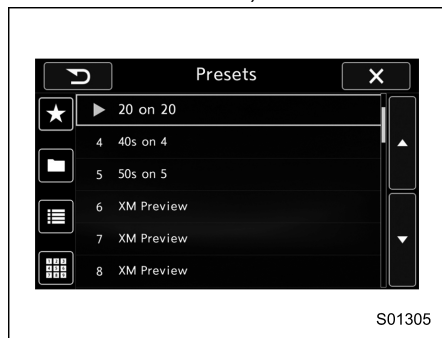 Presets
20 on 20
4 40s on 4
5 50s on 5
6 XM Preview
7 XM Preview
8 XM Preview
S01305